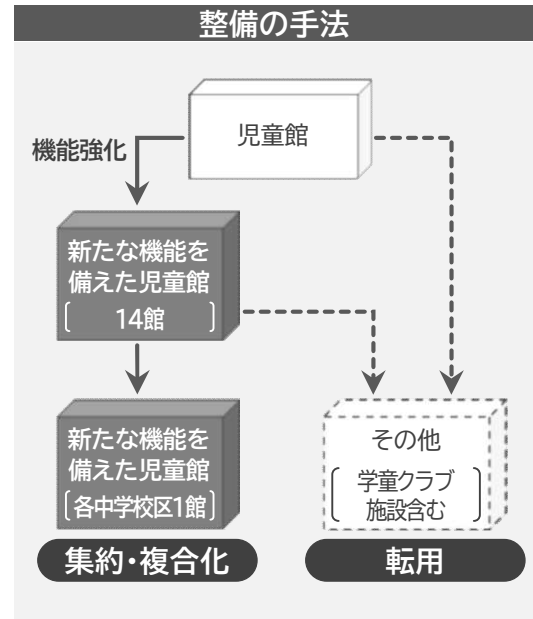 整備の手法
児童館
機能強化
新たな機能を
備えた児童館
[ 14館 ]
新たな機能を
備えた児童館
[各中学校区1館]
その他
[学童クラブ
施設含む]
集約・複合化
転用